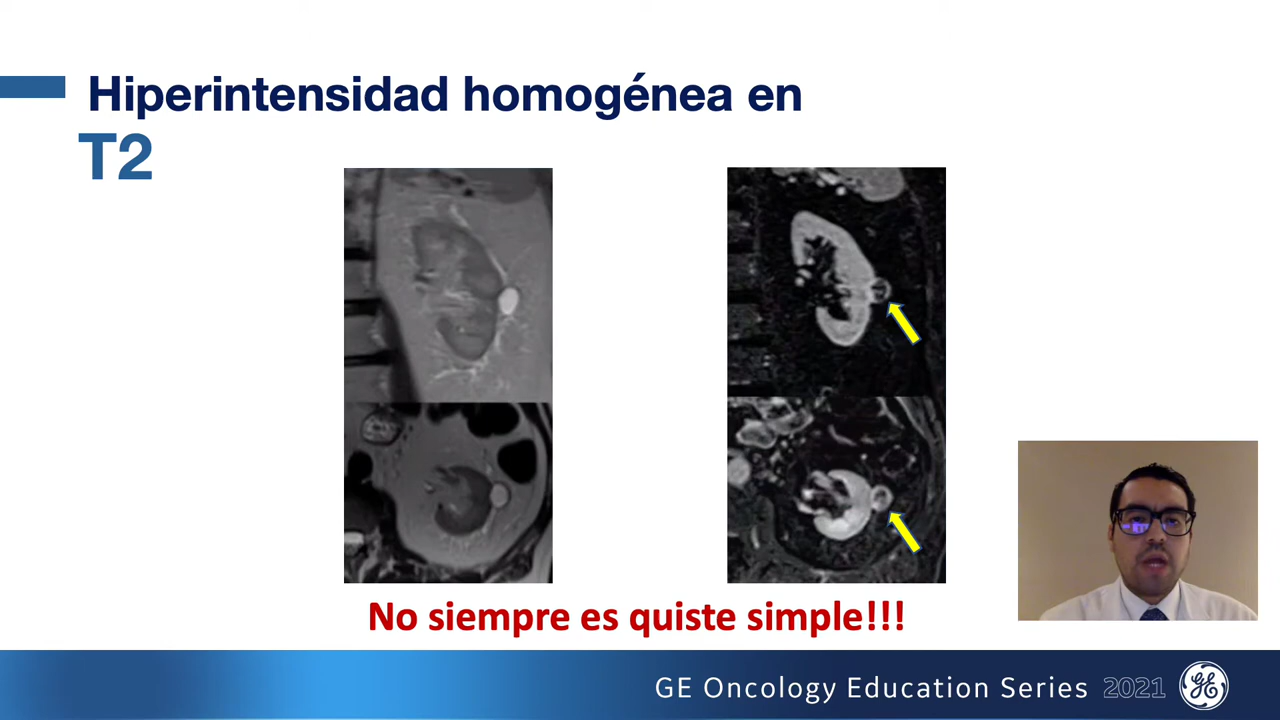 Hiperintensidad homogénea en
T2
No siempre es quiste simple!!!
GE Oncology Education Series 2021